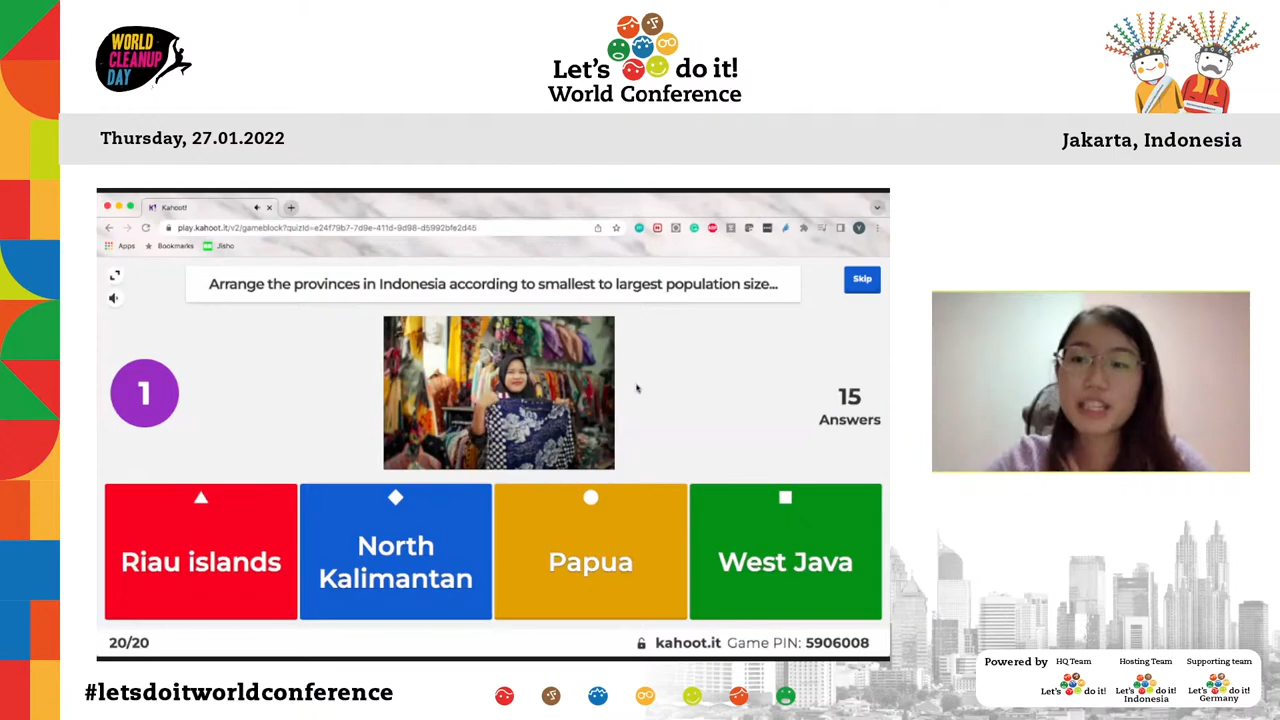 WORLD
CLEANUP
DAY
Let's do it!
World Conference
Thursday, 27.01.2022
Jakarta, Indonesia
Kahoot!
play.kahoot.it/v2/gameblock?quizId=e24f79b7-7d9e-411d-9d98-d5992bfe2d45
Apps Bookmarks Jisho
Arrange the provinces in Indonesia according to smallest to largest population size...
Skip
1
15
Answers
Riau islands
North
Kalimantan
Papua
West Java
20/20
kahoot.it Game PIN: 5906008
Powered by
HQ Team
Hosting Team
Supporting team
Let's do it!
Let's do it!
Indonesia
Let's do it!
Germany
#letsdoitworldconference